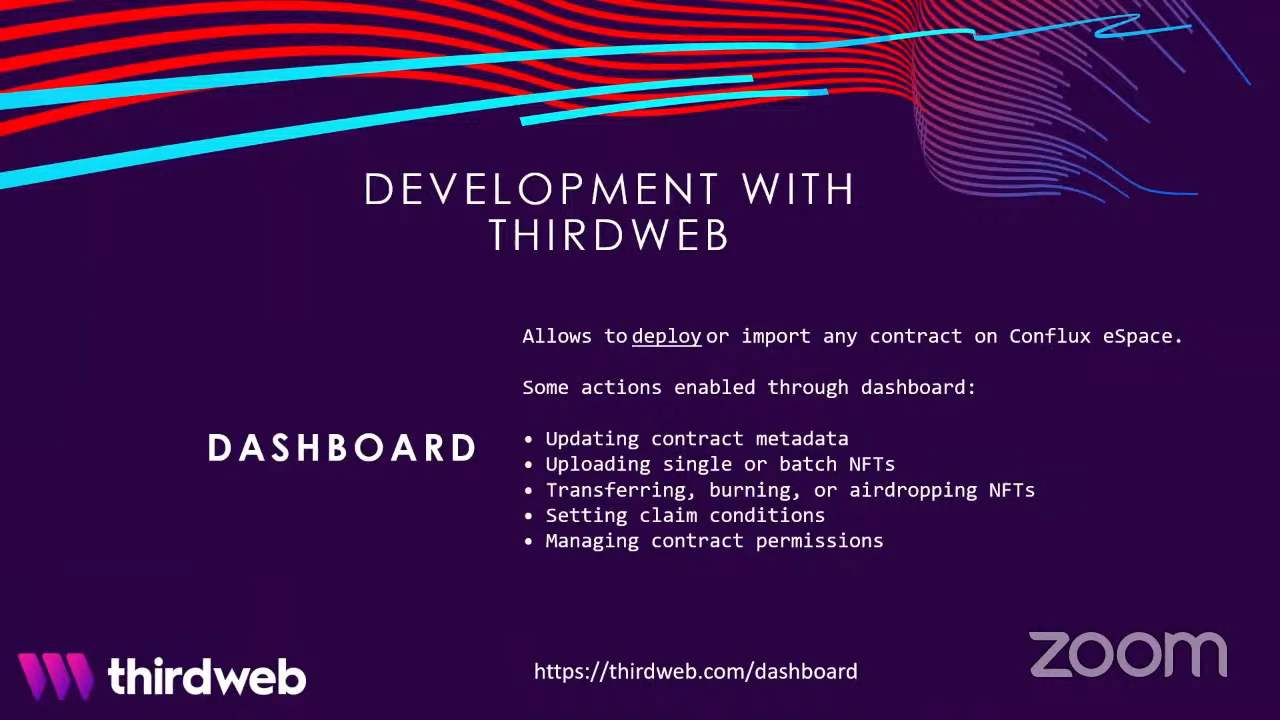 DEVELOPMENT WITH
THIRDWEB
DASHBOARD
Allows to deploy or import any contract on Conflux eSpace.
Some actions enabled through dashboard:
• Updating contract metadata
• Uploading single or batch NFTs
• Transferring, burning, or airdropping NFTs
• Setting claim conditions
• Managing contract permissions
thirdweb
https://thirdweb.com/dashboard
zoom